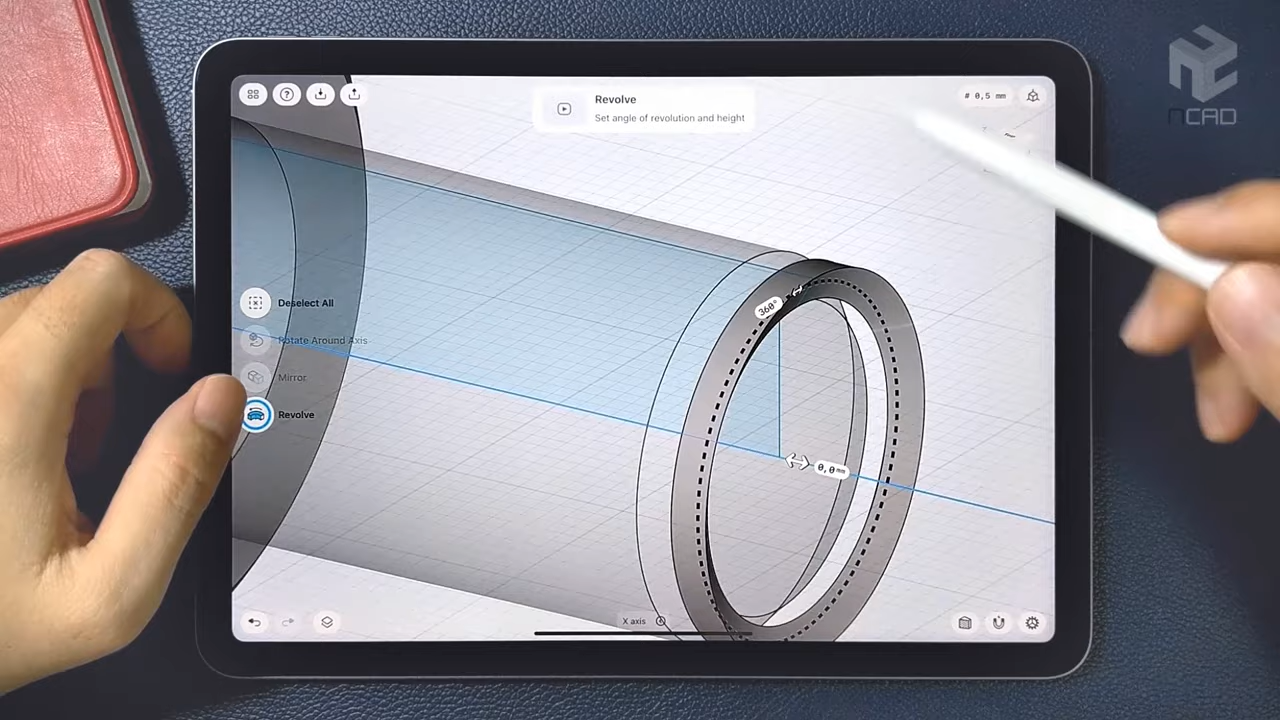 Revolve
Set angle of revolution and height
# 0,5 mm
nCAD
360°
Deselect All
Rotate Around Axis
Mirror
Revolve
0,0 mm
X axis